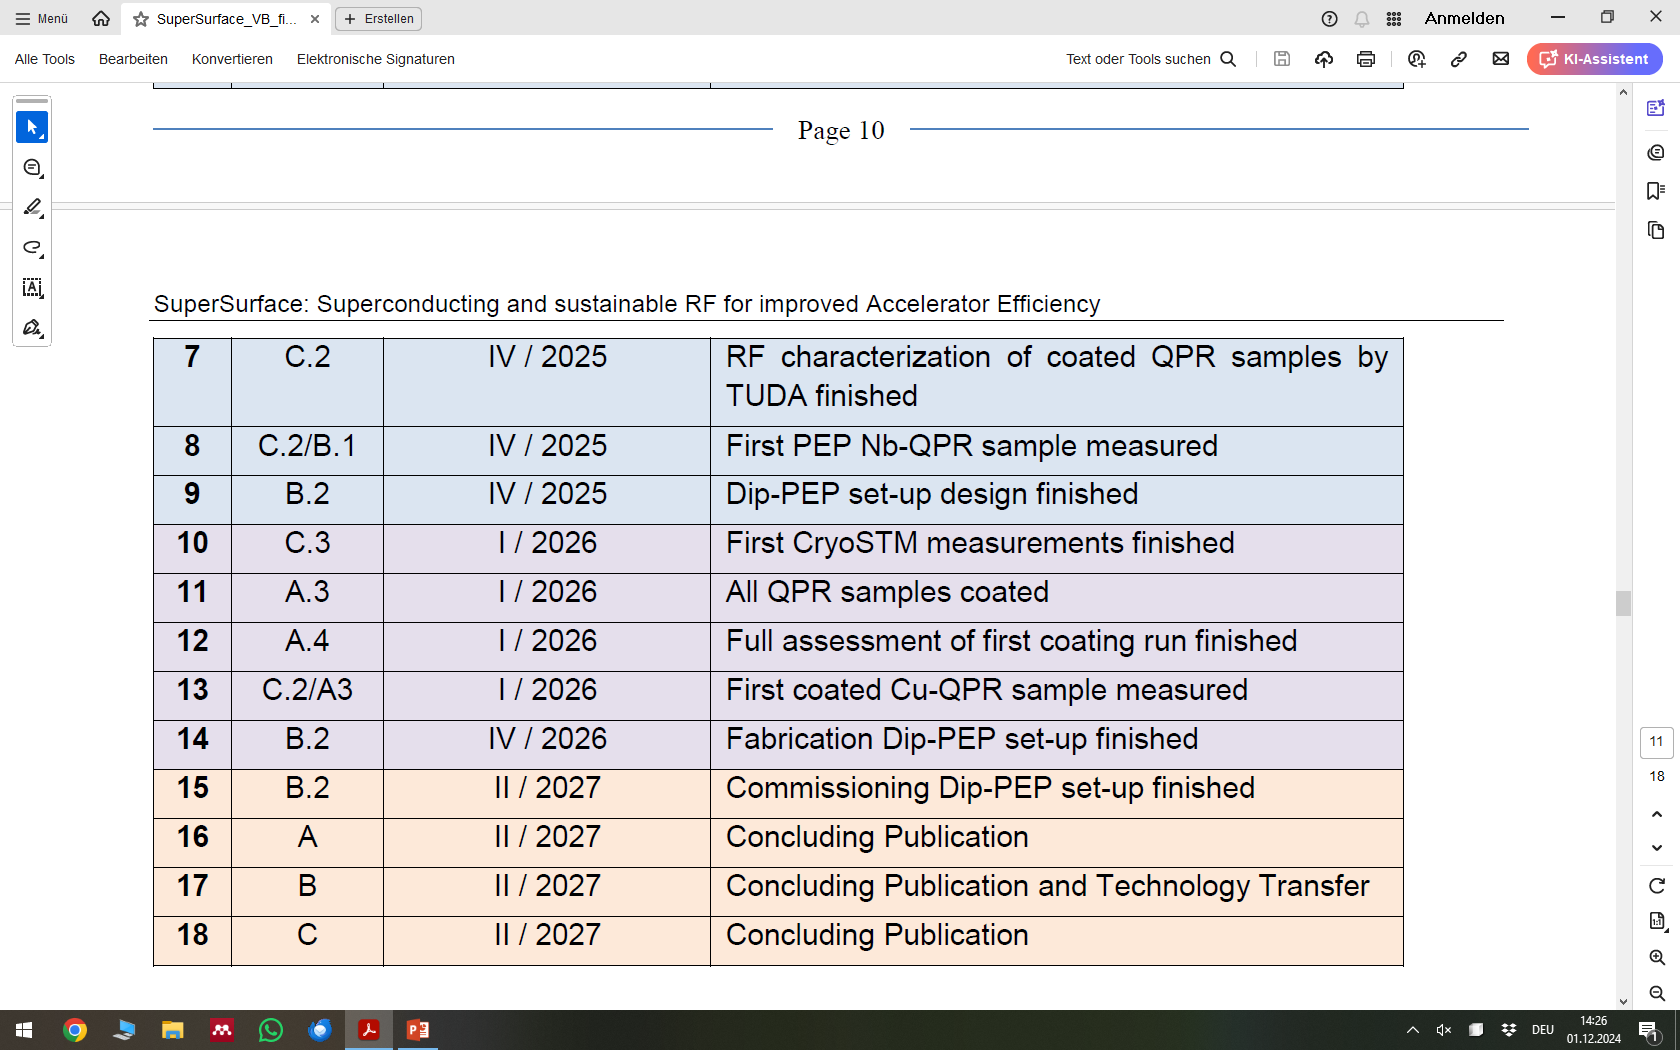 Menü
SuperSurface_VB_fi...
Erstellen
Anmelden
Alle Tools
Bearbeiten
Konvertieren
Elektronische Signaturen
Text oder Tools suchen
KI-Assistent
Page 10
SuperSurface: Superconducting and sustainable RF for improved Accelerator Efficiency
7 C.2 IV / 2025 RF characterization of coated QPR samples by
TUDA finished
8 C.2/B.1 IV / 2025 First PEP Nb-QPR sample measured
9 B.2 IV / 2025 Dip-PEP set-up design finished
10 C.3 I / 2026 First CryoSTM measurements finished
11 A.3 I / 2026 All QPR samples coated
12 A.4 I / 2026 Full assessment of first coating run finished
13 C.2/A3 I / 2026 First coated Cu-QPR sample measured
14 B.2 IV / 2026 Fabrication Dip-PEP set-up finished
15 B.2 II / 2027 Commissioning Dip-PEP set-up finished
16 A II / 2027 Concluding Publication
17 B II / 2027 Concluding Publication and Technology Transfer
18 C II / 2027 Concluding Publication
11
18
DEU
14:26
01.12.2024
1